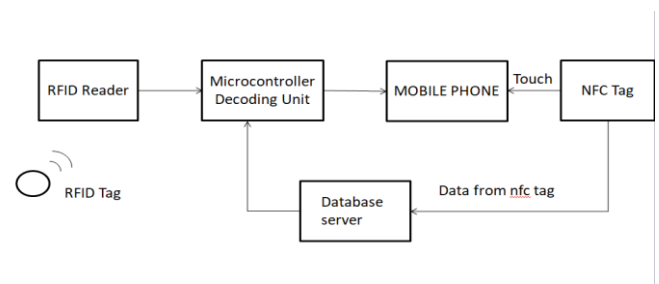 RFID Reader
Microcontroller
Decoding Unit
MOBILE PHONE
Touch
NFC Tag
RFID Tag
Database
server
Data from nfc tag